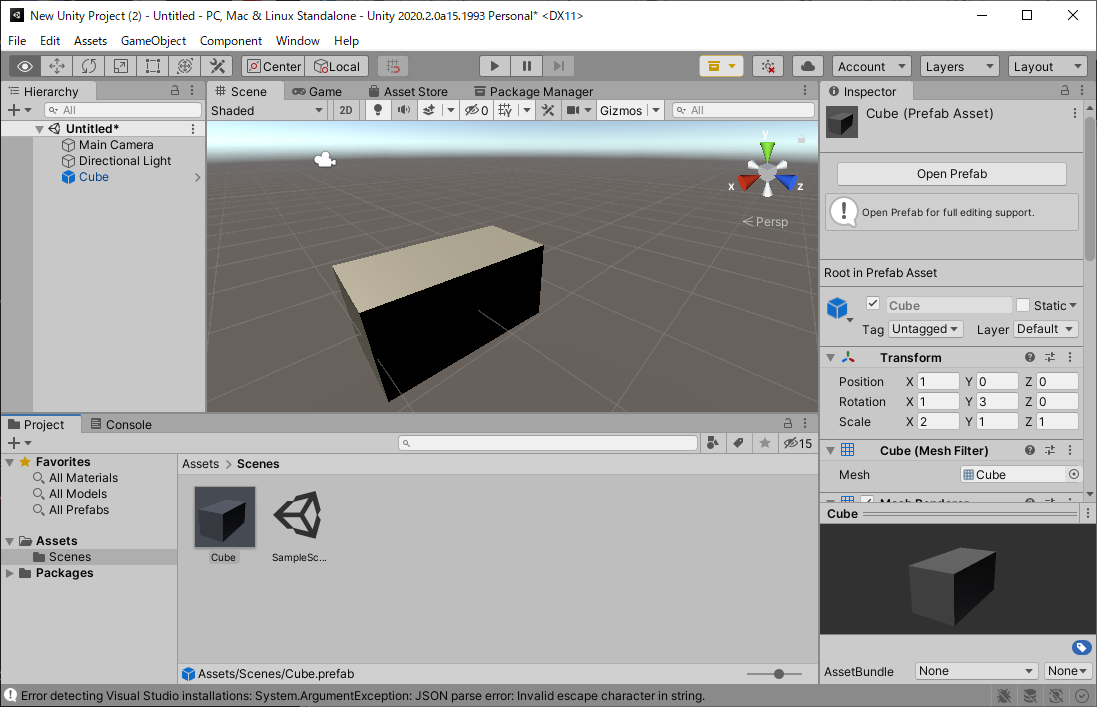 New Unity Project (2) - Untitled - PC, Mac & Linux Standalone - Unity 2020.2.0a15.1993 Personal* <DX11>
File Edit Assets GameObject Component Window Help
Center Local Account Layers Layout
Hierarchy
All
Untitled*
Main Camera
Directional Light
Cube
Scene Game Asset Store Package Manager
Shaded 2D 0 Gizmos All
y
x z
Persp
Inspector
Cube (Prefab Asset)
Open Prefab
Open Prefab for full editing support.
Root in Prefab Asset
Cube Static
Tag Untagged Layer Default
Transform
Position X 1 Y 0 Z 0
Rotation X 1 Y 3 Z 0
Scale X 2 Y 1 Z 1
Cube (Mesh Filter)
Mesh Cube
Mesh Renderer
Cube
AssetBundle None None
Project Console
15
Favorites
All Materials
All Models
All Prefabs
Assets
Scenes
Packages
Assets > Scenes
Cube SampleSc...
Assets/Scenes/Cube.prefab
Error detecting Visual Studio installations: System.ArgumentException: JSON parse error: Invalid escape character in string.